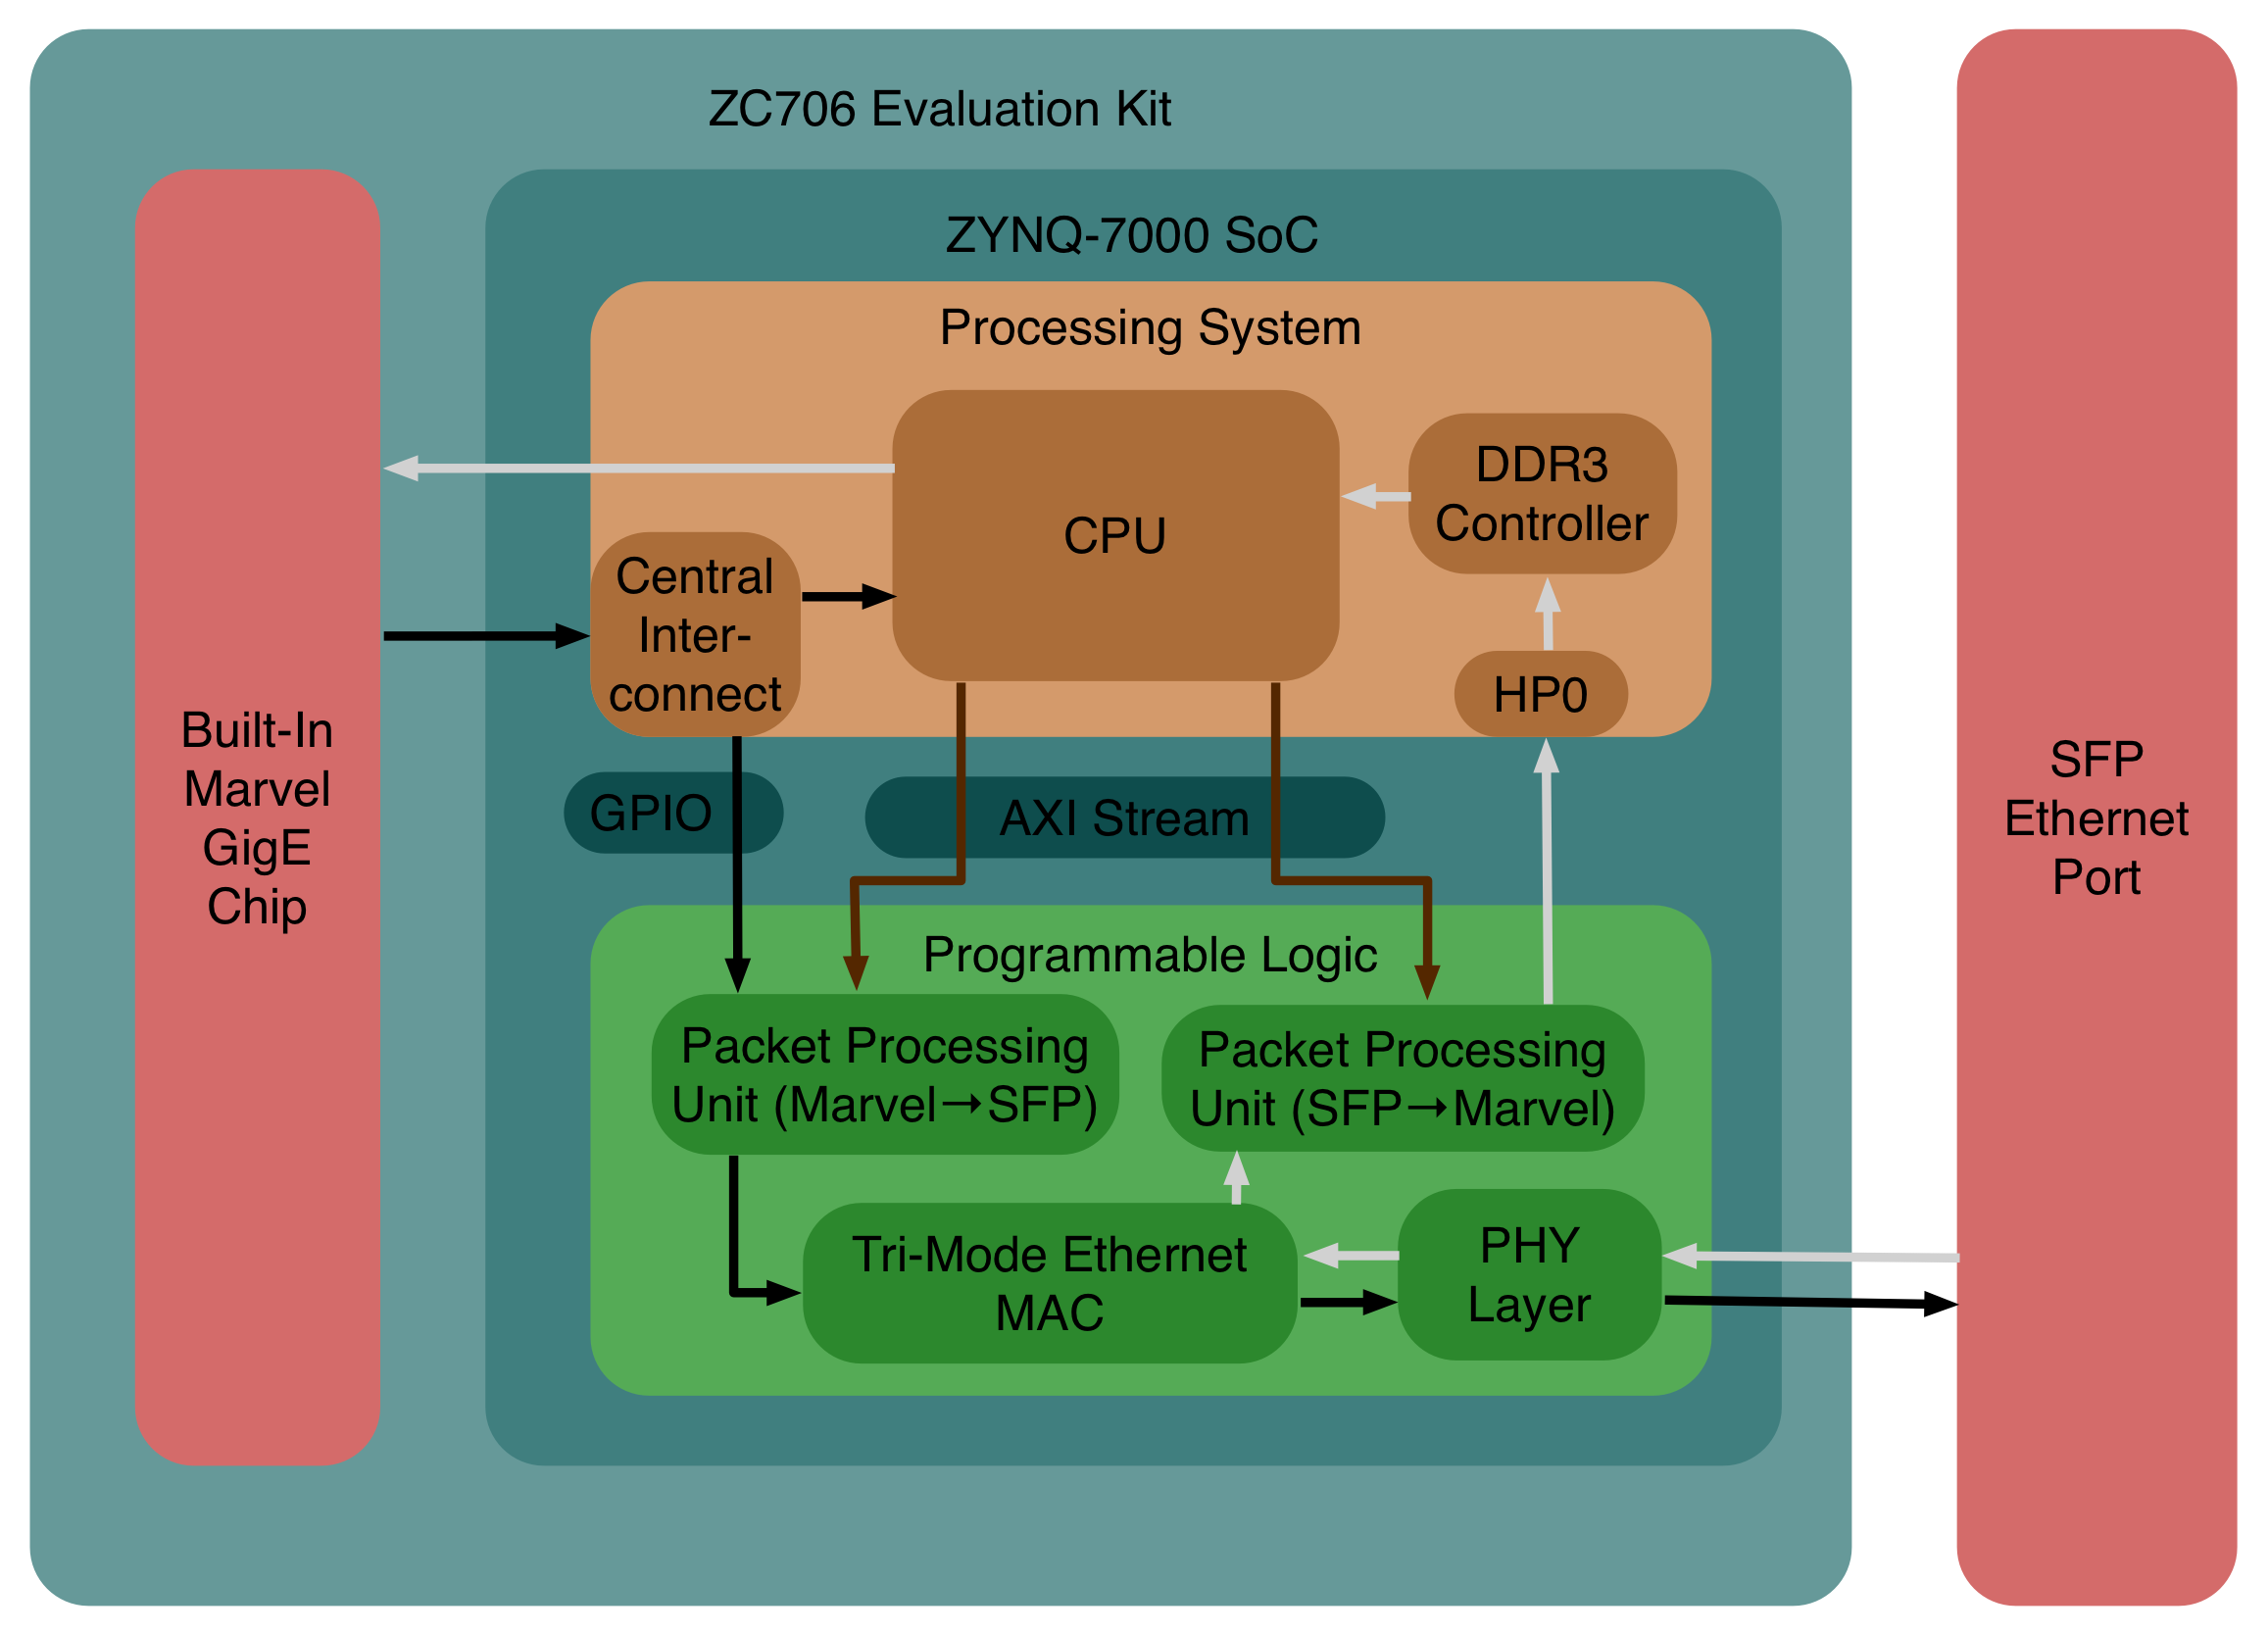 ZC706 Evaluation Kit
ZYNQ-7000 SoC
Processing System
CPU
DDR3
Controller
Central
Inter-
connect
HP0
Built-In
Marvel
GigE
Chip
SFP
Ethernet
Port
GPIO
AXI Stream
Programmable Logic
Packet Processing
Unit (Marvel→SFP)
Packet Processing
Unit (SFP→Marvel)
Tri-Mode Ethernet
MAC
PHY
Layer